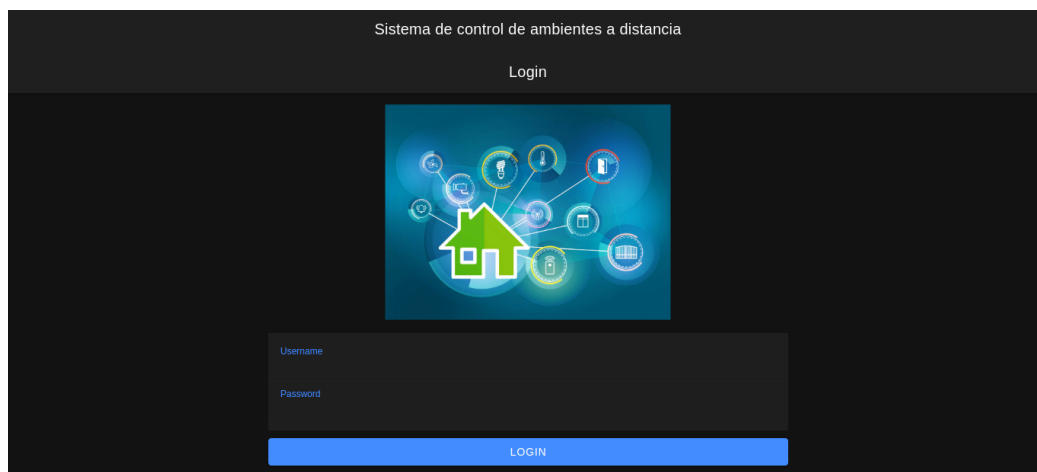 Sistema de control de ambientes a distancia
Login
Username
Password
LOGIN